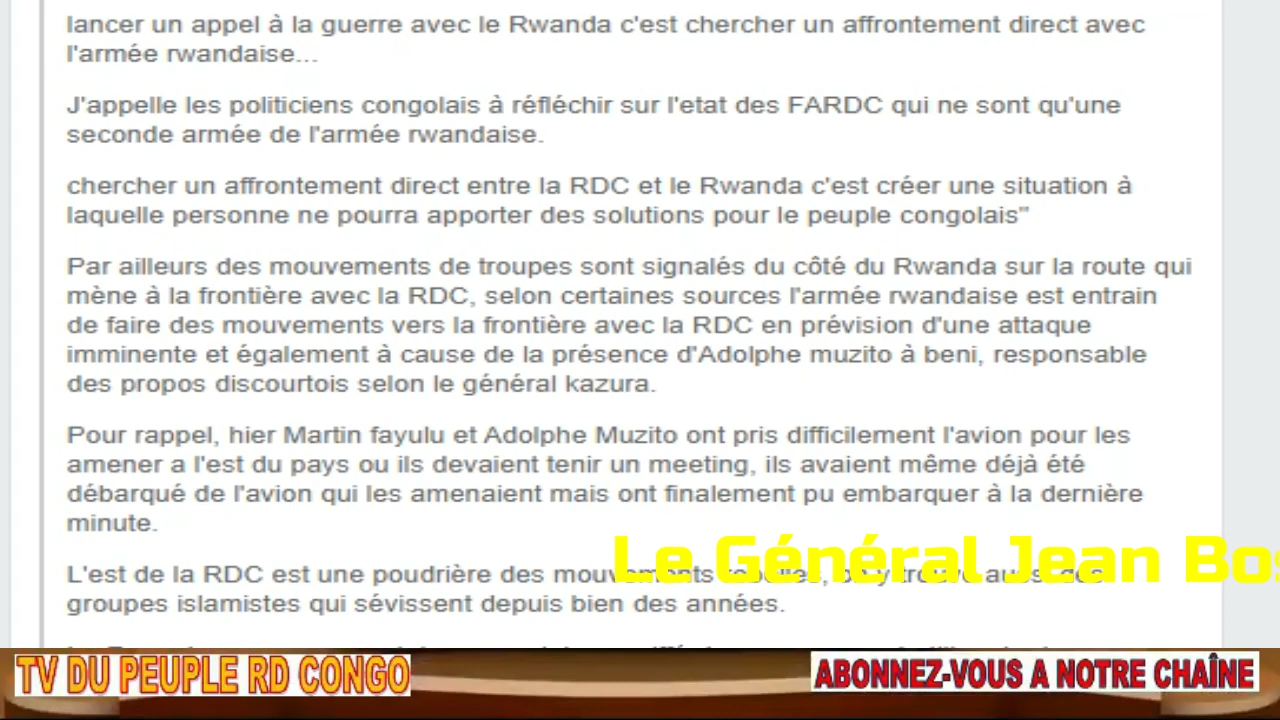 lancer un appel à la guerre avec le Rwanda c'est chercher un affrontement direct avec
l'armée rwandaise...
J'appelle les politiciens congolais à réfléchir sur l'etat des FARDC qui ne sont qu'une
seconde armée de l'armée rwandaise.
chercher un affrontement direct entre la RDC et le Rwanda c'est créer une situation à
laquelle personne ne pourra apporter des solutions pour le peuple congolais"
Par ailleurs des mouvements de troupes sont signalés du côté du Rwanda sur la route qui
mène à la frontière avec la RDC, selon certaines sources l'armée rwandaise est entrain
de faire des mouvements vers la frontière avec la RDC en prévision d'une attaque
imminente et également à cause de la présence d'Adolphe muzito à beni, responsable
des propos discourtois selon le général kazura.
Pour rappel, hier Martin fayulu et Adolphe Muzito ont pris difficilement l'avion pour les
amener a l'est du pays ou ils devaient tenir un meeting, ils avaient même déjà été
débarqué de l'avion qui les amenaient mais ont finalement pu embarquer à la dernière
minute.
Le Général Jean Bos
L'est de la RDC est une poudrière des mouvements rebelles, on y trouve aussi des
groupes islamistes qui sévissent depuis bien des années.
TV DU PEUPLE RD CONGO
ABONNEZ-VOUS A NOTRE CHAÎNE